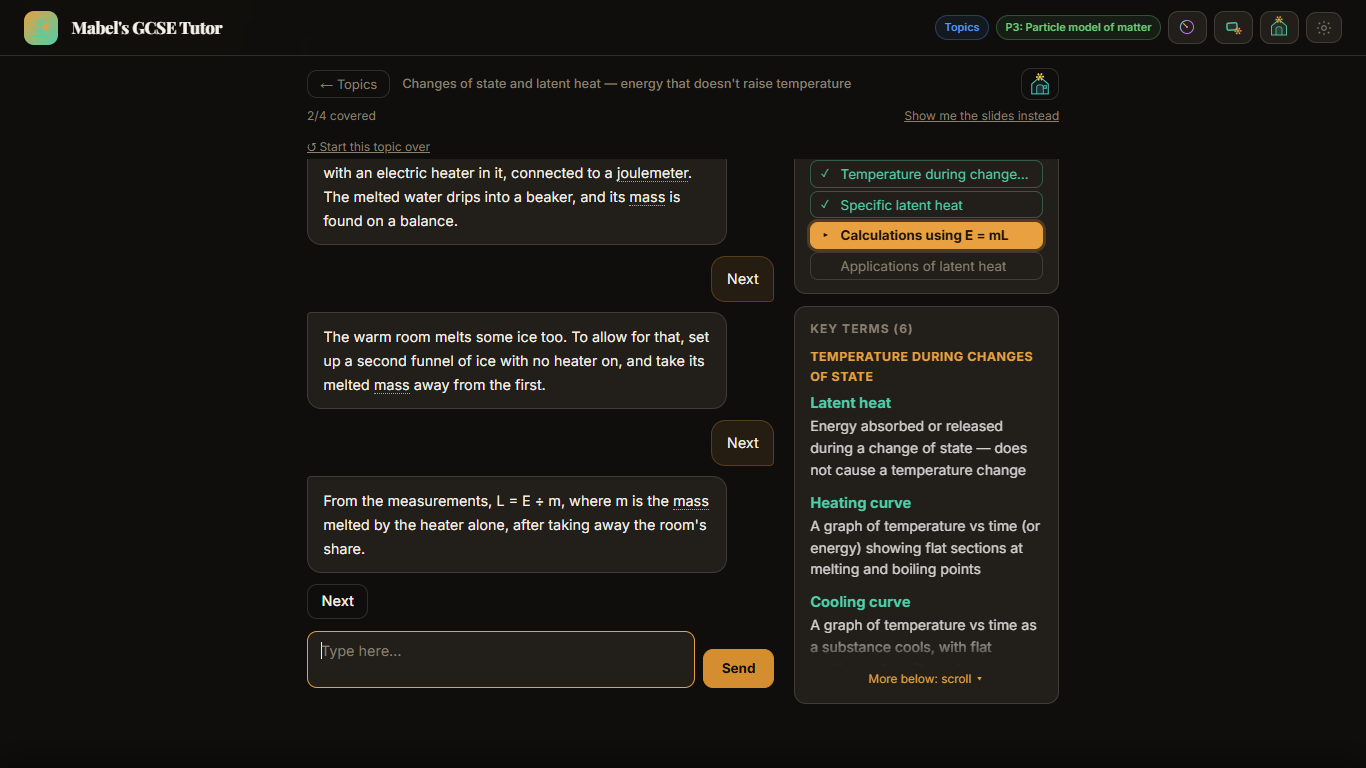 Mabel's GCSE Tutor
Topics
P3: Particle model of matter
← Topics
Changes of state and latent heat — energy that doesn't raise temperature
2/4 covered
Show me the slides instead
↺ Start this topic over
with an electric heater in it, connected to a joulemeter.
The melted water drips into a beaker, and its mass is
found on a balance.
Next
The warm room melts some ice too. To allow for that, set
up a second funnel of ice with no heater on, and take its
melted mass away from the first.
Next
From the measurements, L = E ÷ m, where m is the mass
melted by the heater alone, after taking away the room's
share.
Next
Type here...
Send
✓ Temperature during change...
✓ Specific latent heat
▸ Calculations using E = mL
Applications of latent heat
KEY TERMS (6)
TEMPERATURE DURING CHANGES
OF STATE
Latent heat
Energy absorbed or released
during a change of state — does
not cause a temperature change
Heating curve
A graph of temperature vs time (or
energy) showing flat sections at
melting and boiling points
Cooling curve
A graph of temperature vs time as
a substance cools, with flat
More below: scroll ▾